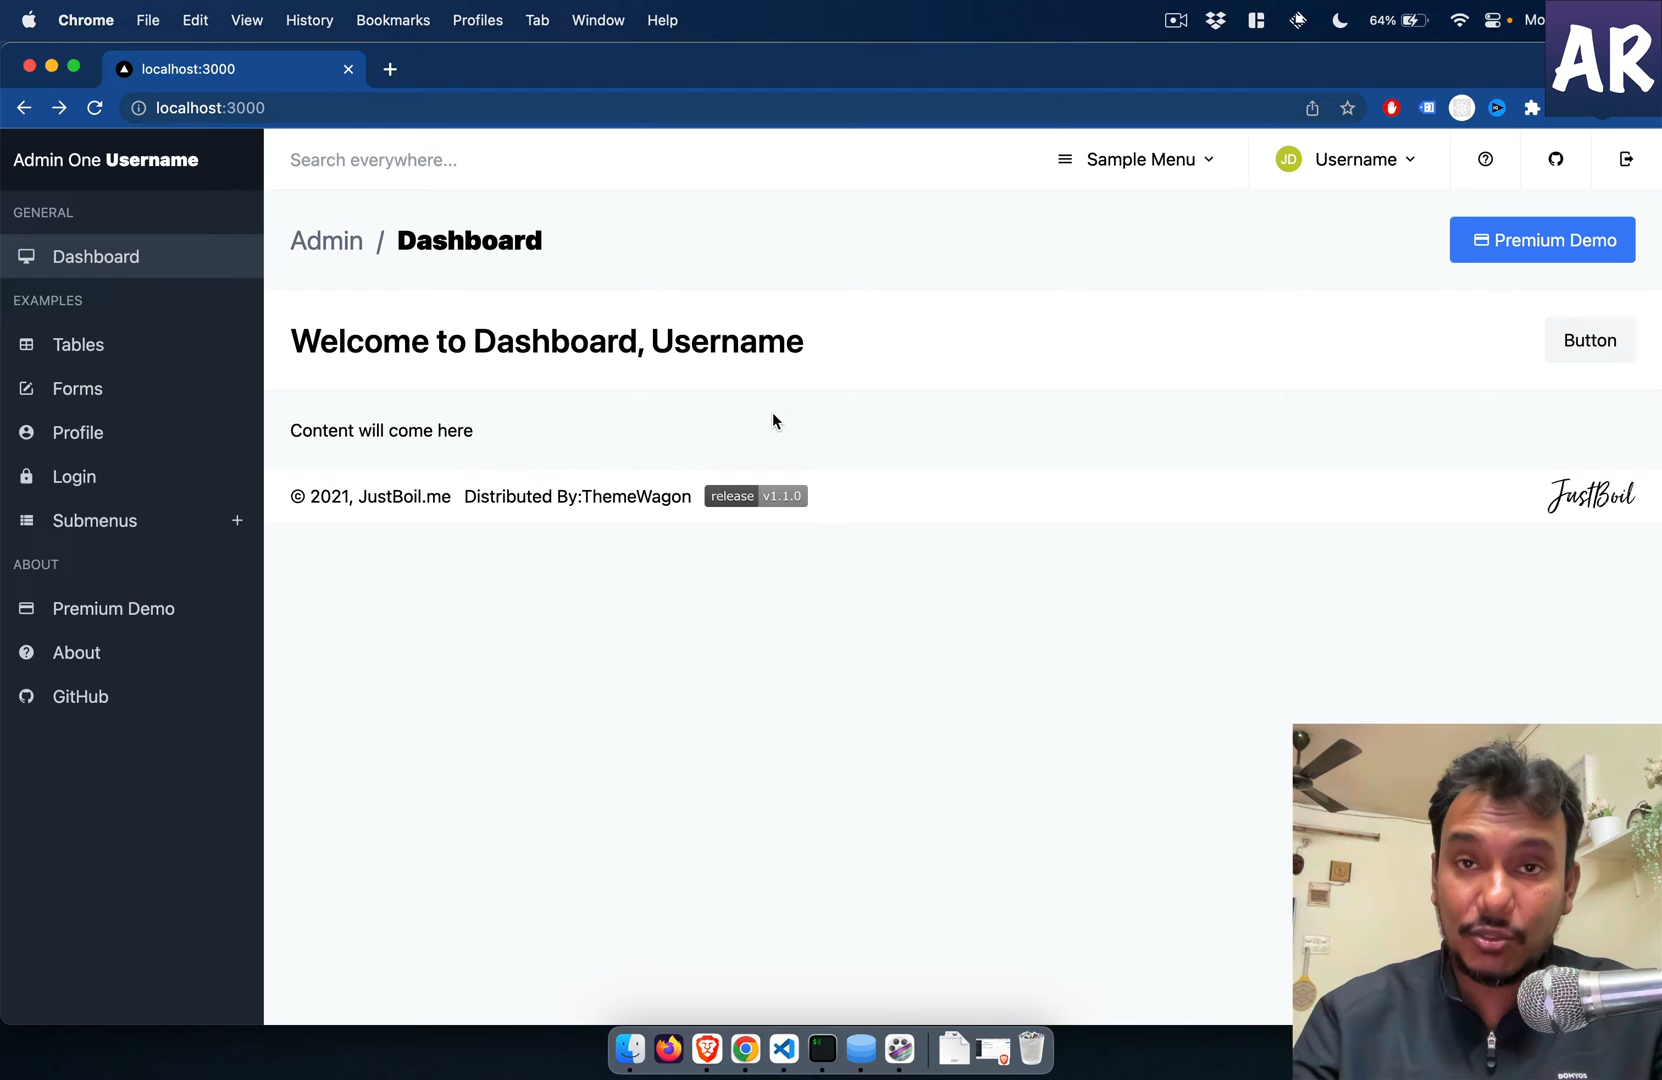 Chrome File Edit View History Bookmarks Profiles Tab Window Help 64% Mo
AR
localhost:3000
localhost:3000
Admin One Username
Search everywhere...
Sample Menu
JD Username
GENERAL
Dashboard
Admin / Dashboard
Premium Demo
EXAMPLES
Tables
Forms
Profile
Login
Submenus +
Welcome to Dashboard, Username
Button
Content will come here
© 2021, JustBoil.me Distributed By:ThemeWagon release v1.1.0
JustBoil
ABOUT
Premium Demo
About
GitHub
DOMYOS